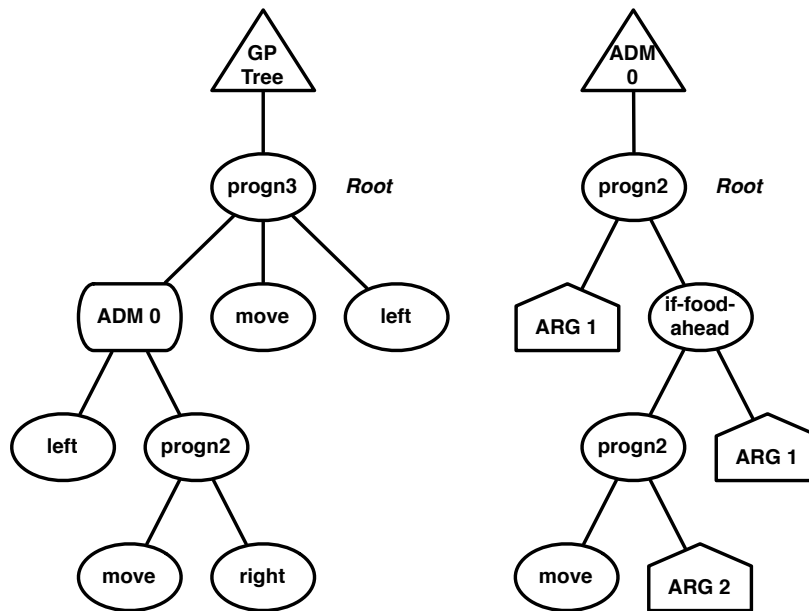 GP
Tree
progn3
Root
ADM 0
move
left
left
progn2
move
right
ADM
0
progn2
Root
ARG 1
if-food-
ahead
progn2
ARG 1
move
ARG 2